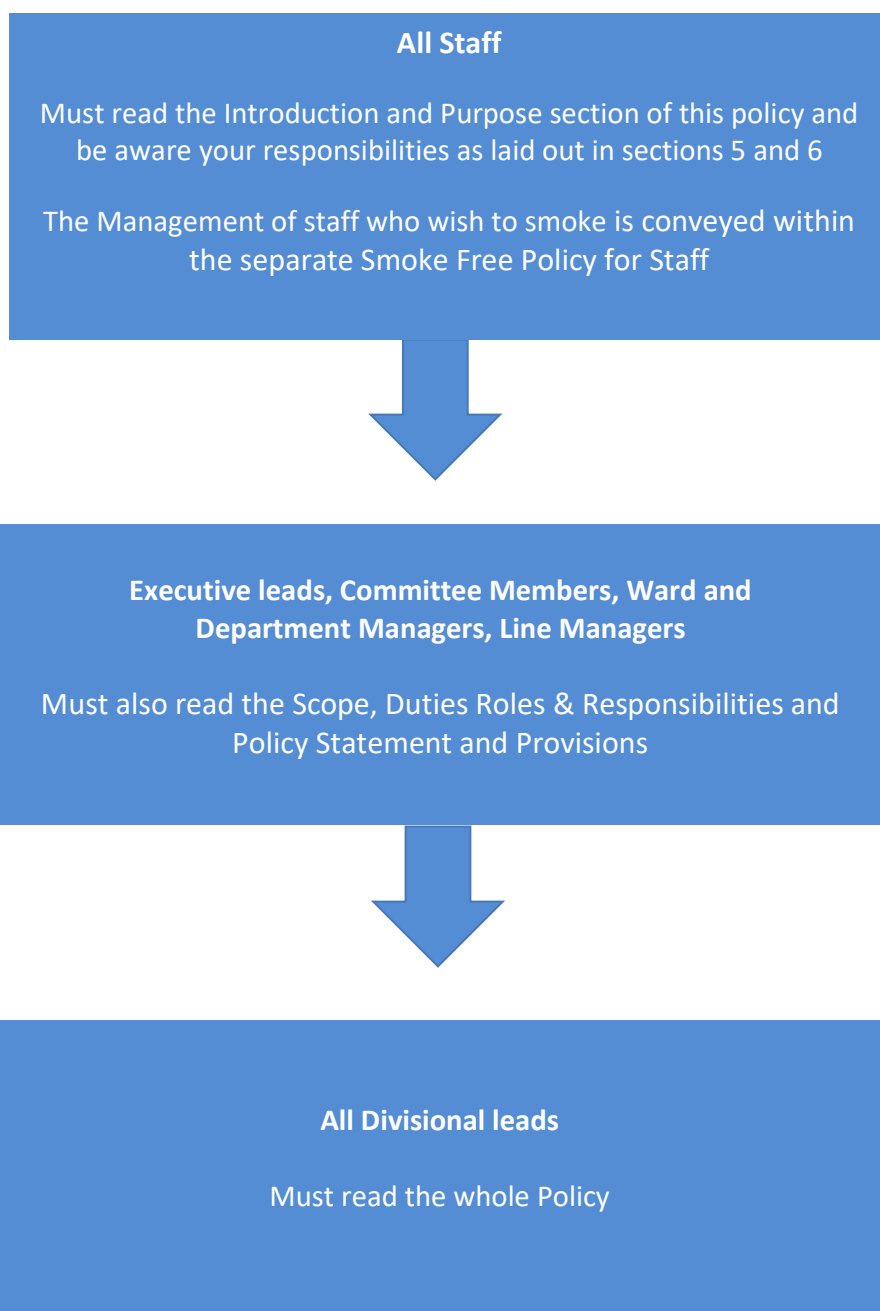 All Staff
Must read the Introduction and Purpose section of this policy and
be aware your responsibilities as laid out in sections 5 and 6
The Management of staff who wish to smoke is conveyed within
the separate Smoke Free Policy for Staff
Executive leads, Committee Members, Ward and
Department Managers, Line Managers
Must also read the Scope, Duties Roles & Responsibilities and
Policy Statement and Provisions
All Divisional leads
Must read the whole Policy